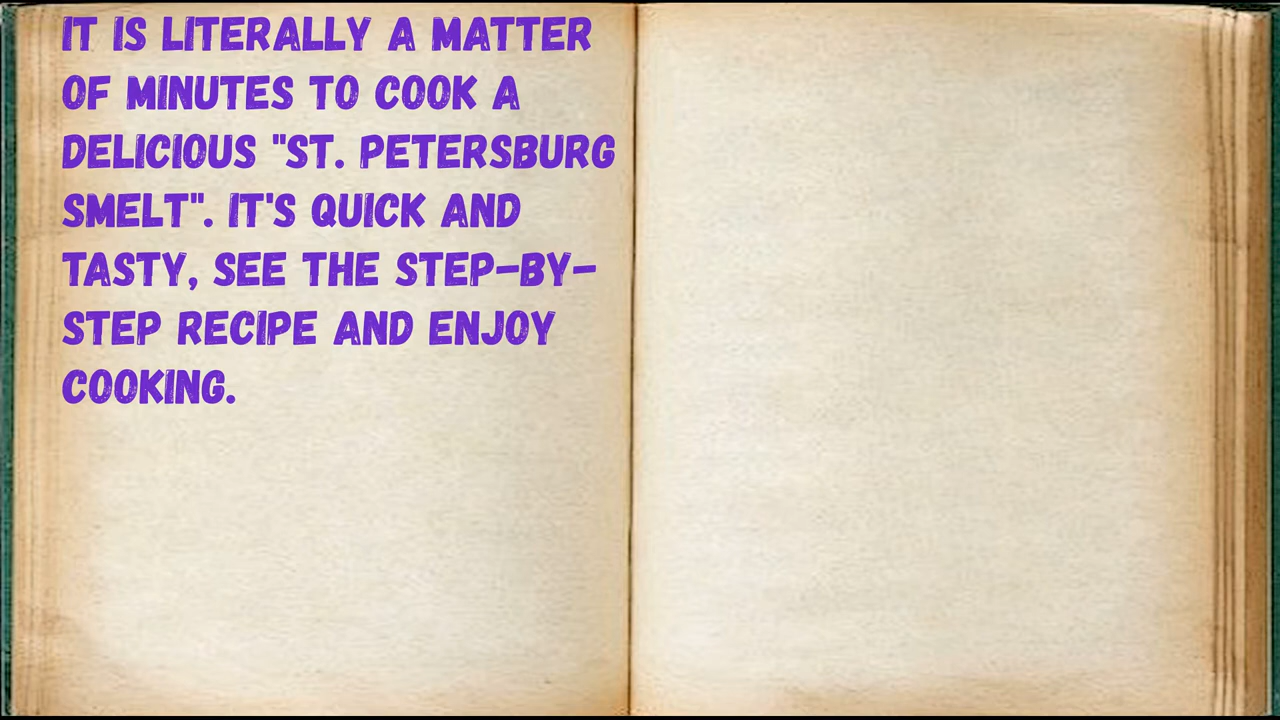 IT IS LITERALLY A MATTER
OF MINUTES TO COOK A
DELICIOUS "ST. PETERSBURG
SMELT". IT'S QUICK AND
TASTY, SEE THE STEP-BY-
STEP RECIPE AND ENJOY
COOKING.